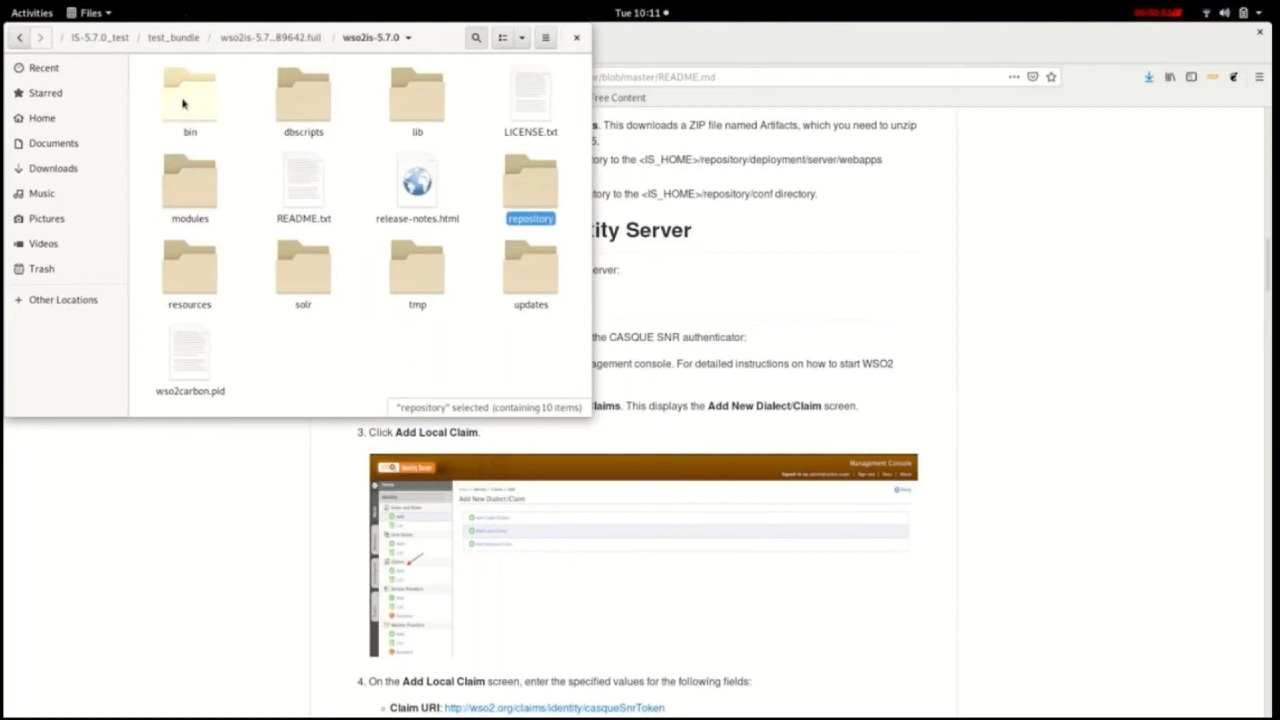 Activities
Files
Tue 10:11
IS-5.7.0_test
test_bundle
wso2is-5.7...89642.full
wso2is-5.7.0
Recent
Starred
Home
Documents
Downloads
Music
Pictures
Videos
Trash
+ Other Locations
bin
dbscripts
lib
LICENSE.txt
modules
README.txt
release-notes.html
repository
resources
solr
tmp
updates
wso2carbon.pid
"repository" selected (containing 10 items)
r/blob/master/README.md
Free Content
s. This downloads a ZIP file named Artifacts, which you need to unzip
5.
tory to the <IS_HOME>/repository/deployment/server/webapps
tory to the <IS_HOME>/repository/conf directory.
tity Server
erver:
the CASQUE SNR authenticator:
agement console. For detailed instructions on how to start WSO2
Claims. This displays the Add New Dialect/Claim screen.
3. Click Add Local Claim.
Identity Server
Management Console
Add New Dialect/Claim
4. On the Add Local Claim screen, enter the specified values for the following fields:
Claim URI: http://wso2.org/claims/identity/casqueSnrToken